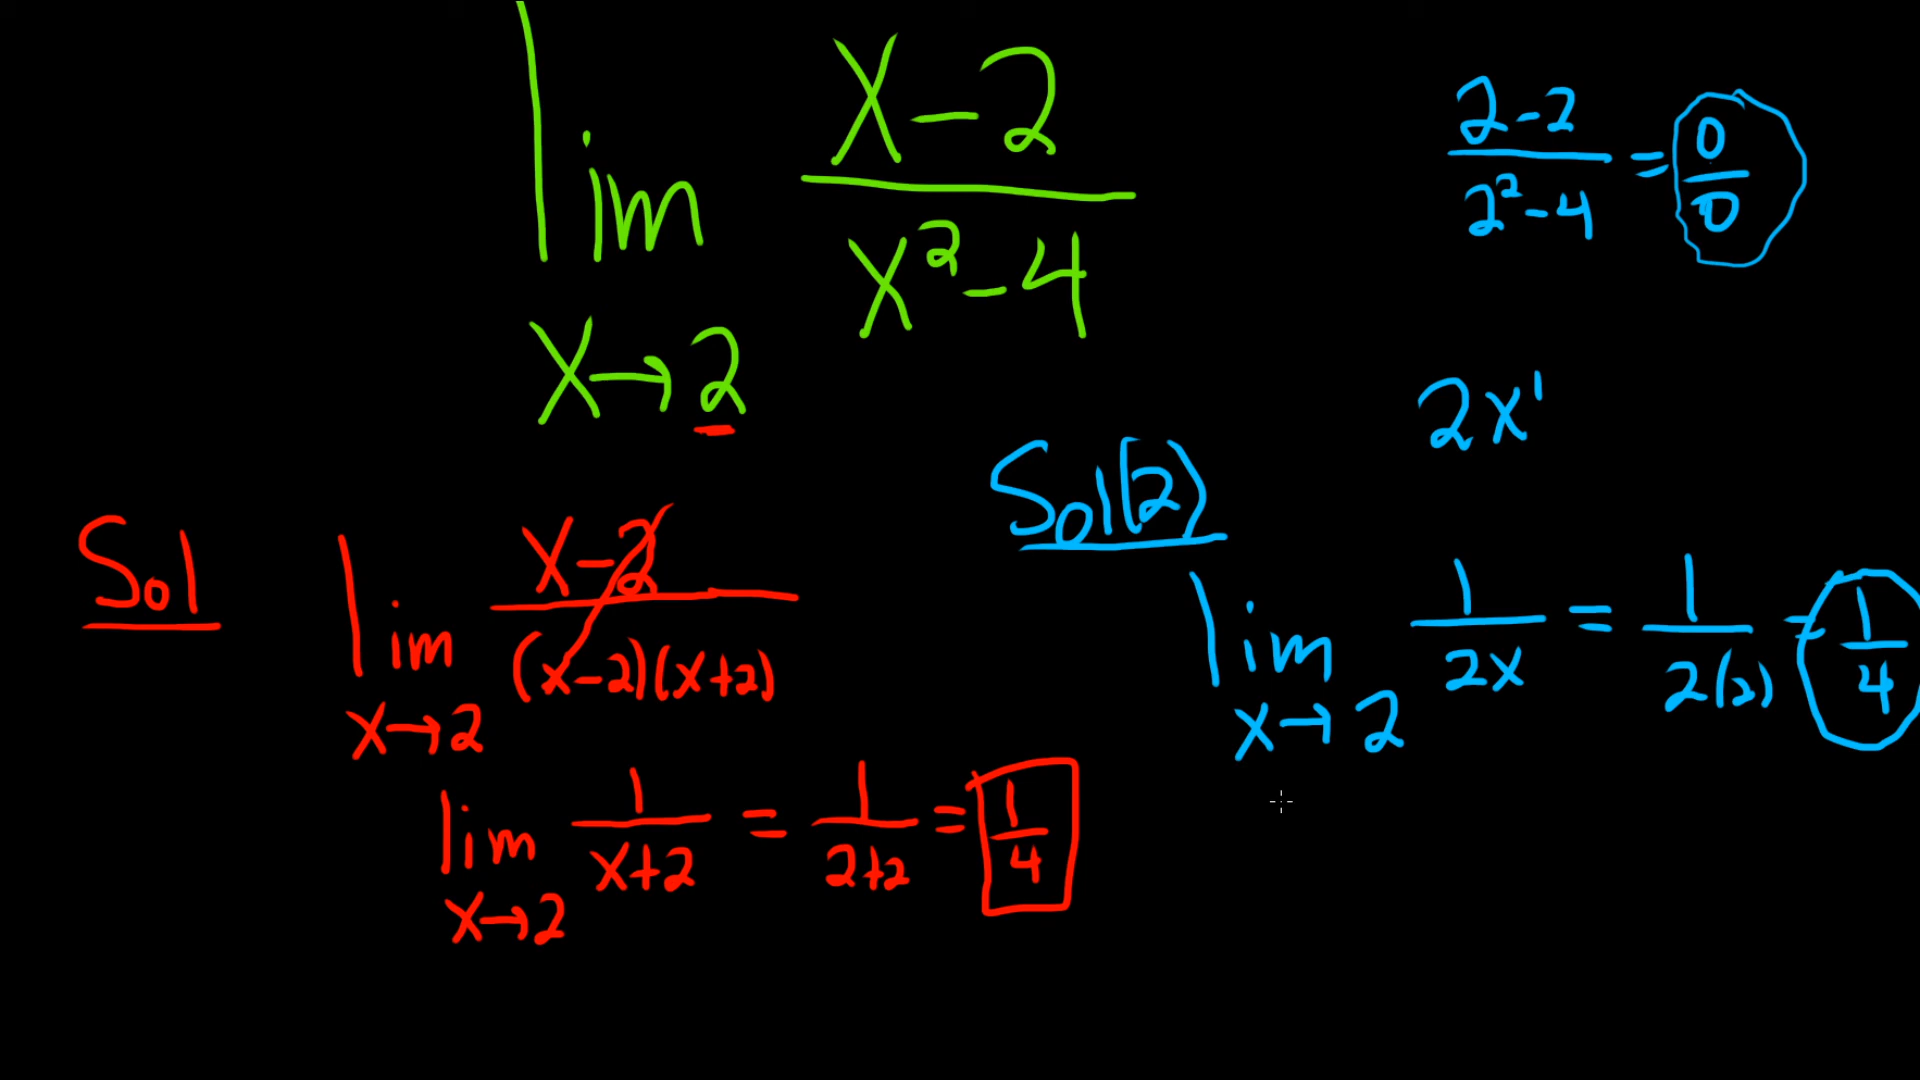 lim x→2 (x-2)/(x²-4)
(2-2)/(2²-4) = 0/0
2x¹
Sol
lim x→2 (x-2)/((x-2)(x+2))
lim x→2 1/(x+2) = 1/(2+2) = 1/4
Sol(2)
lim x→2 1/(2x) = 1/(2(2)) = 1/4